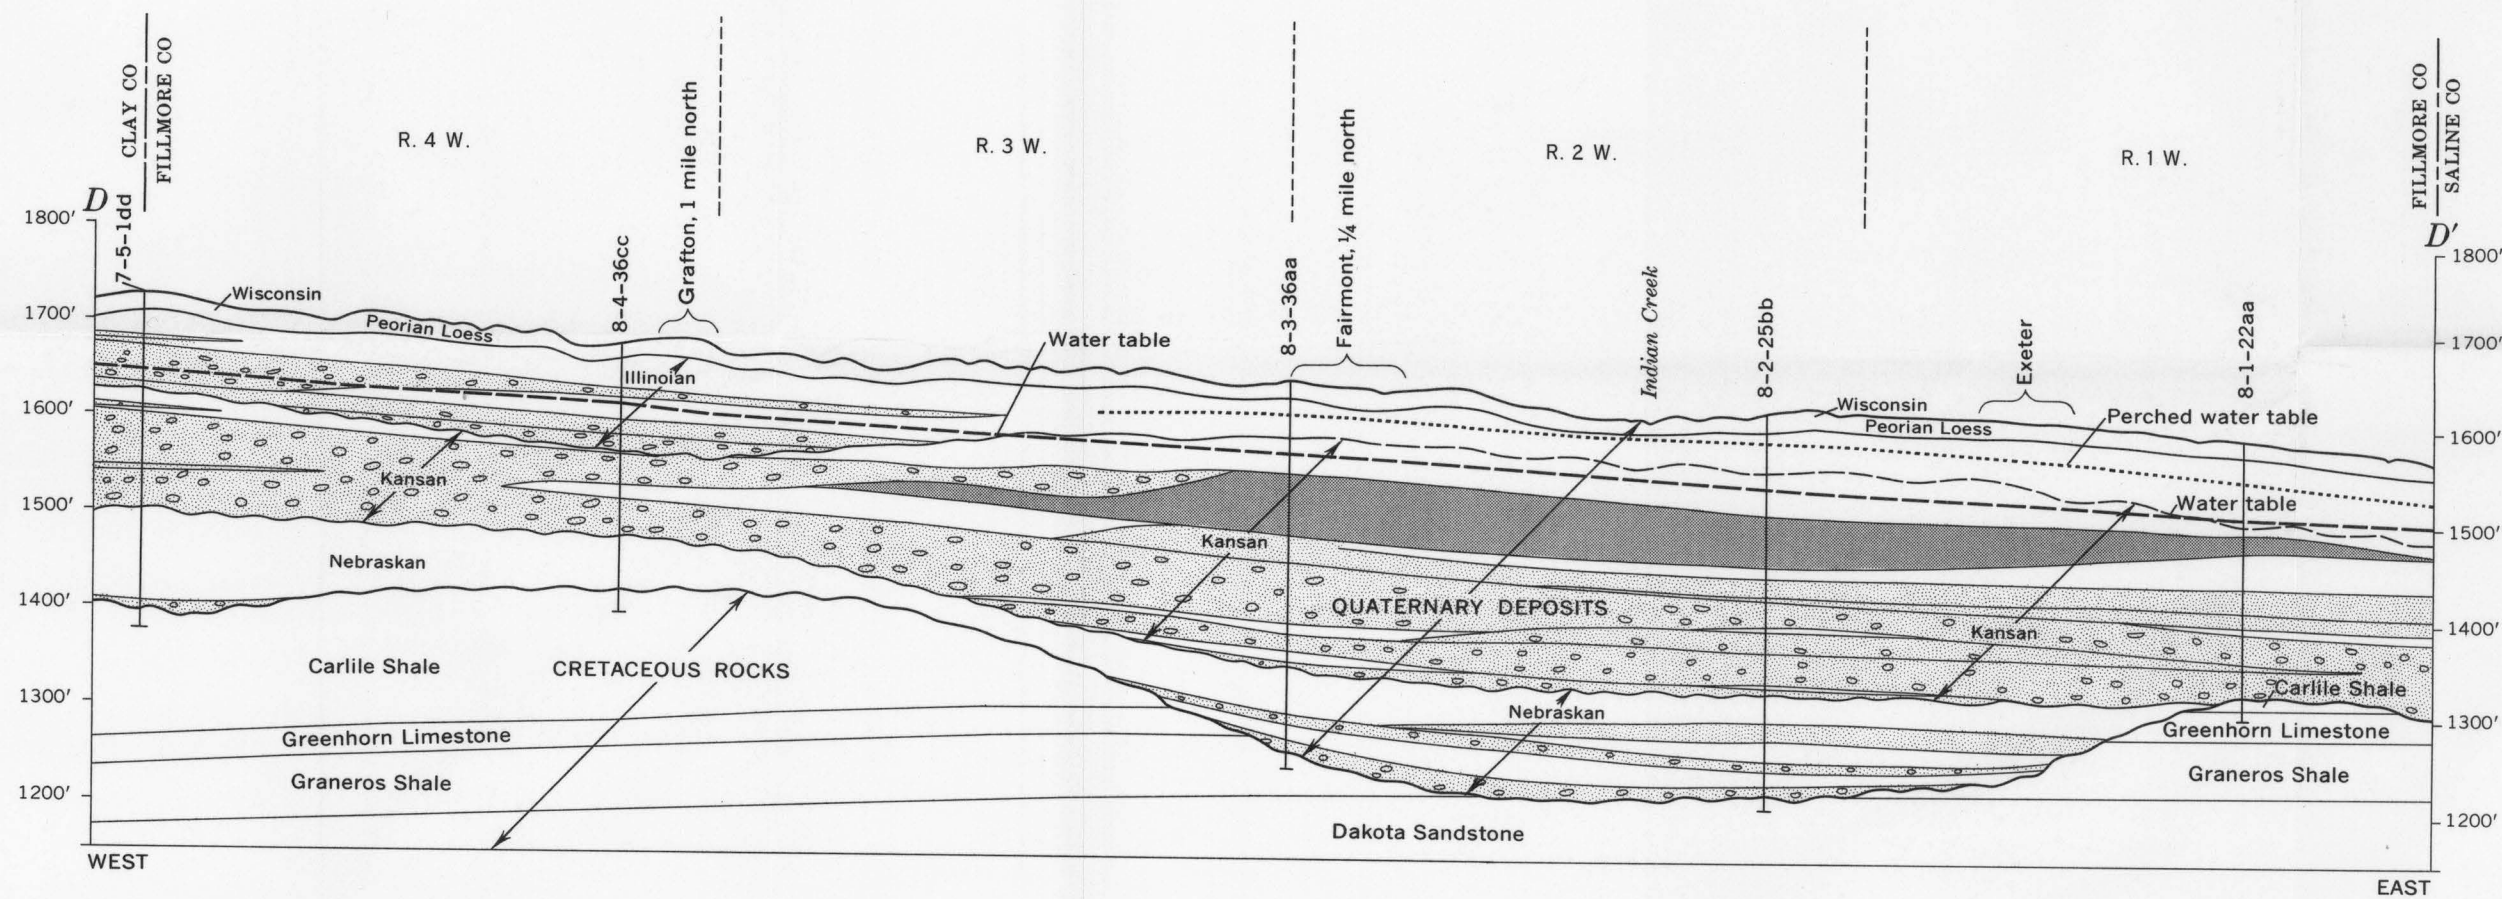 CLAY CO
FILLMORE CO
R. 4 W.
Grafton, 1 mile north
R. 3 W.
Fairmont, ¼ mile north
R. 2 W.
R. 1 W.
FILLMORE CO
SALINE CO
D
D′
7-5-1dd
8-4-36cc
8-3-36aa
Indian Creek
8-2-25bb
Exeter
8-1-22aa
1800′
1700′
1600′
1500′
1400′
1300′
1200′
1800′
1700′
1600′
1500′
1400′
1300′
1200′
Wisconsin
Peorian Loess
Water table
Illinoian
Wisconsin
Peorian Loess
Perched water table
Kansan
Water table
Kansan
Nebraskan
QUATERNARY DEPOSITS
Kansan
Carlile Shale
CRETACEOUS ROCKS
Carlile Shale
Nebraskan
Greenhorn Limestone
Greenhorn Limestone
Graneros Shale
Graneros Shale
Dakota Sandstone
WEST
EAST